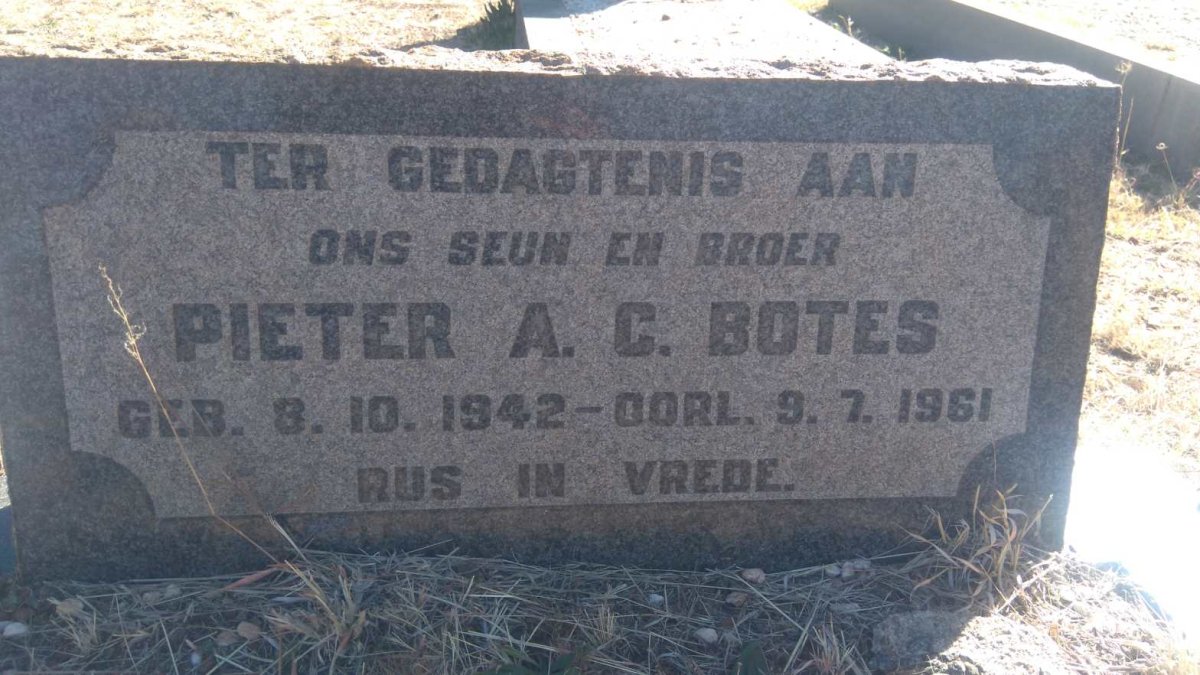 TER GEDAGTENIS AAN
ONS SEUN EN BROER
PIETER A. C. BOTES
GEB. 8. 10. 1942 – OORL. 9. 7. 1961
RUS IN VREDE.